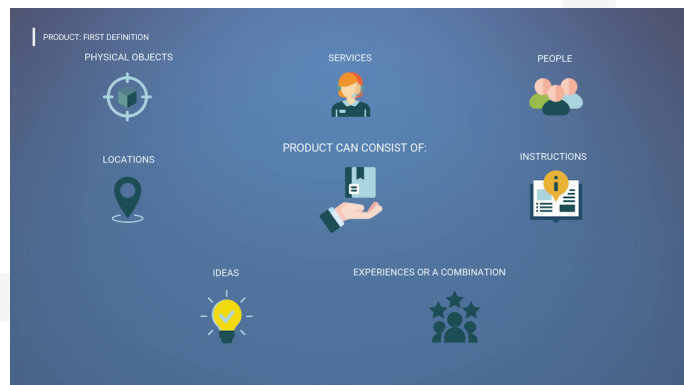 PRODUCT: FIRST DEFINITION
PHYSICAL OBJECTS
SERVICES
PEOPLE
LOCATIONS
PRODUCT CAN CONSIST OF:
INSTRUCTIONS
IDEAS
EXPERIENCES OR A COMBINATION